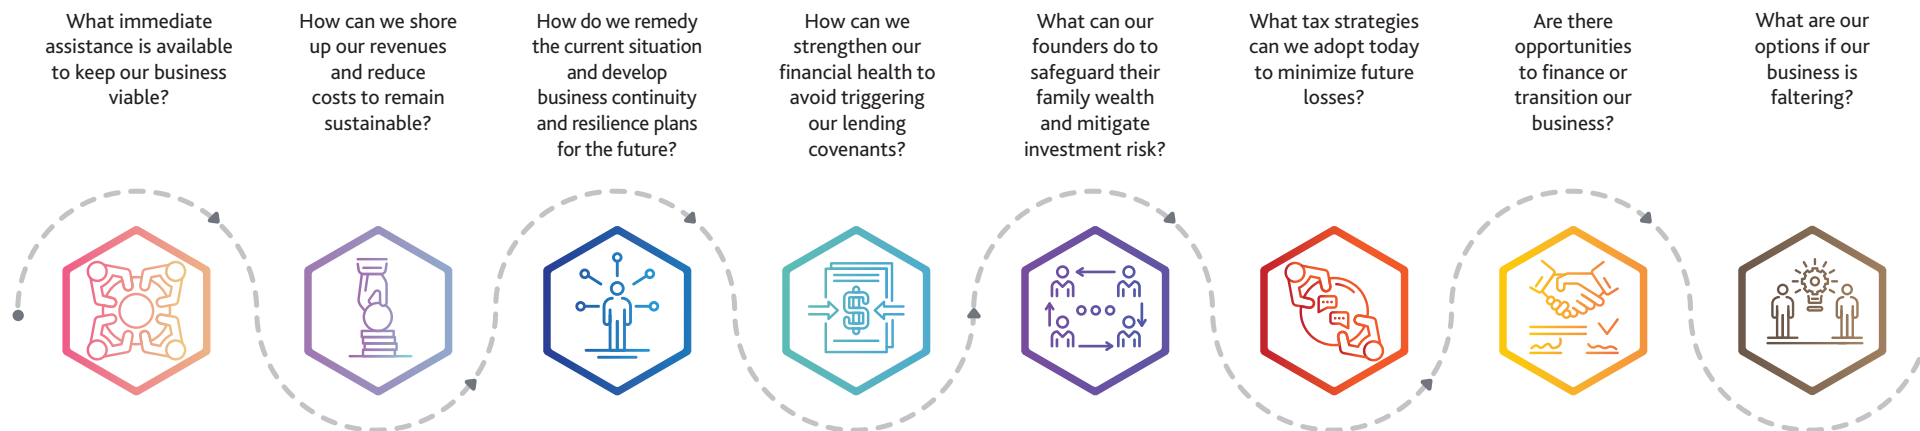 What immediate
assistance is available
to keep our business
viable?
How can we shore
up our revenues
and reduce
costs to remain
sustainable?
How do we remedy
the current situation
and develop
business continuity
and resilience plans
for the future?
How can we
strengthen our
financial health to
avoid triggering
our lending
covenants?
What can our
founders do to
safeguard their
family wealth
and mitigate
investment risk?
What tax strategies
can we adopt today
to minimize future
losses?
Are there
opportunities
to finance or
transition our
business?
What are our
options if our
business is
faltering?
$